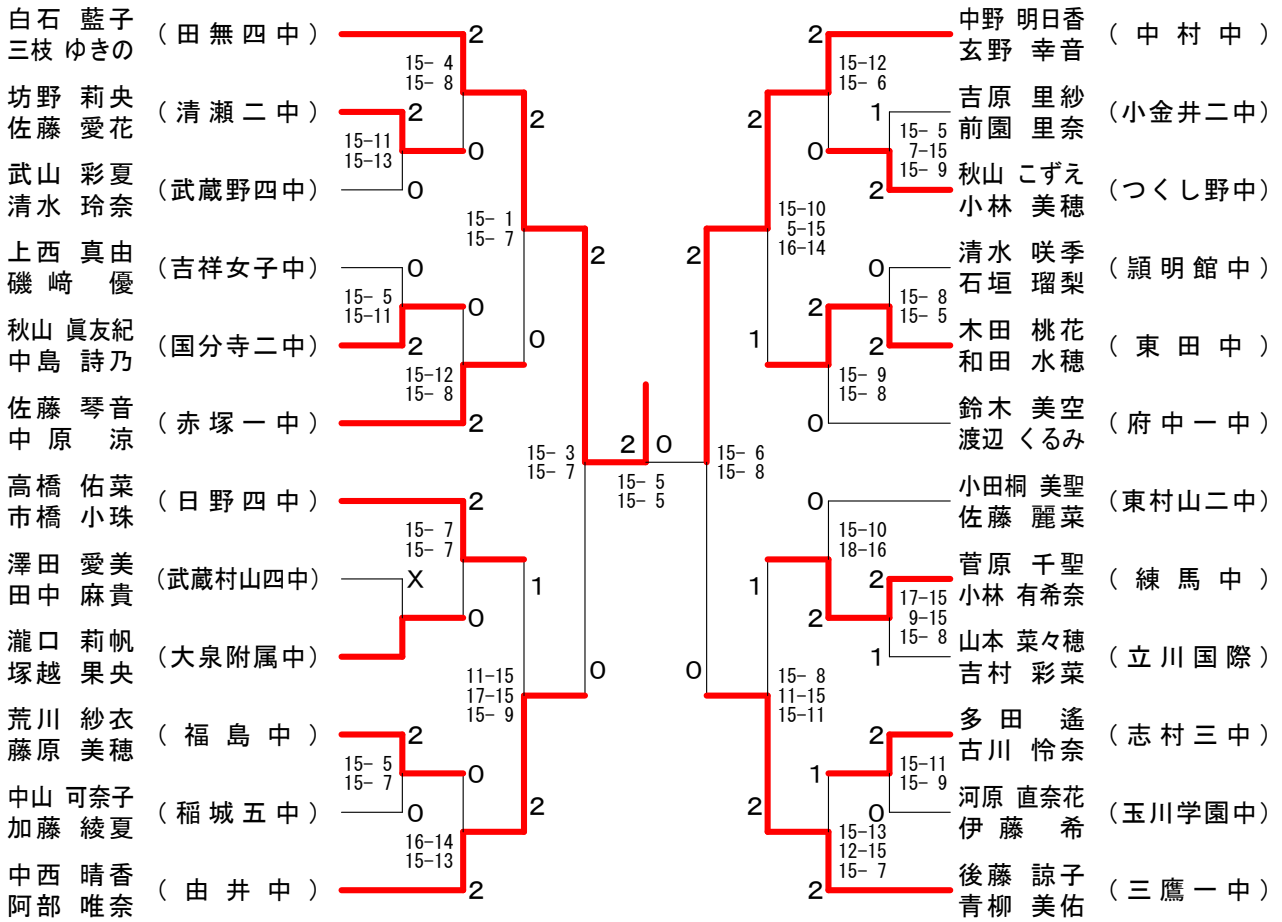 白石 藍子
三枝 ゆきの
( 田 無 四 中 )
2
15- 4
15- 8
坊野 莉央
佐藤 愛花
( 清 瀬 二 中 )
2
15-11
15-13
0
武山 彩夏
清水 玲奈
(武蔵野四中)
0
2
15- 1
15- 7
上西 真由
磯﨑 優
(吉祥女子中)
0
15- 5
15-11
0
秋山 眞友紀
中島 詩乃
(国分寺二中)
2
15-12
15- 8
0
佐藤 琴音
中原 涼
( 赤 塚 一 中 )
2
2
15- 3
15- 7
高橋 佑菜
市橋 小珠
( 日 野 四 中 )
2
15- 7
15- 7
澤田 愛美
田中 麻貴
(武蔵村山四中)
X
0
瀧口 莉帆
塚越 果央
(大泉附属中)
1
11-15
17-15
15- 9
0
荒川 紗衣
藤原 美穂
( 福 島 中 )
2
15- 5
15- 7
0
中山 可奈子
加藤 綾夏
( 稲 城 五 中 )
0
16-14
15-13
2
中西 晴香
阿部 唯奈
( 由 井 中 )
2
2 0
15- 5
15- 5
中野 明日香
玄野 幸音
( 中 村 中 )
2
15-12
15- 6
吉原 里紗
前園 里奈
(小金井二中)
1
15- 5
7-15
15- 9
0
秋山 こずえ
小林 美穂
(つくし野中)
2
2
15-10
5-15
16-14
2
清水 咲季
石垣 瑠梨
( 頴 明 館 中 )
0
15- 8
15- 5
2
木田 桃花
和田 水穂
( 東 田 中 )
2
1
15- 9
15- 8
鈴木 美空
渡辺 くるみ
( 府 中 一 中 )
0
15- 6
15- 8
小田桐 美聖
佐藤 麗菜
(東村山二中)
0
15-10
18-16
菅原 千聖
小林 有希奈
( 練 馬 中 )
2
17-15
9-15
15- 8
2
山本 菜々穂
吉村 彩菜
( 立 川 国 際 )
1
1
15- 8
11-15
15-11
0
多田 遙
古川 怜奈
( 志 村 三 中 )
2
15-11
15- 9
1
河原 直奈花
伊藤 希
(玉川学園中)
0
2
15-13
12-15
15- 7
後藤 諒子
青柳 美佑
( 三 鷹 一 中 )
2